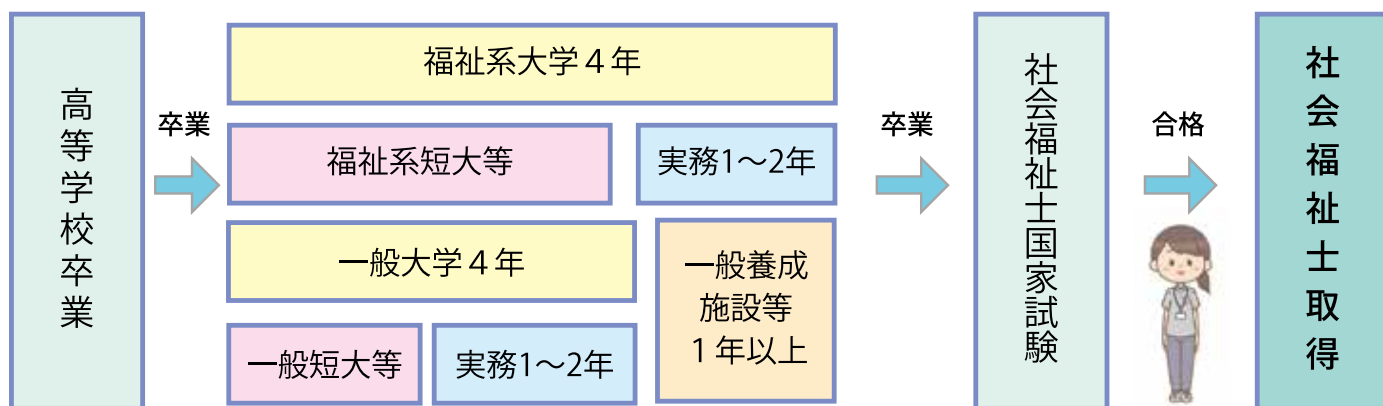 高等学校卒業
卒業
福祉系大学４年
福祉系短大等
実務1〜2年
一般大学４年
一般短大等
実務1〜2年
一般養成
施設等
１年以上
卒業
社会福祉士国家試験
合格
社会福祉士取得